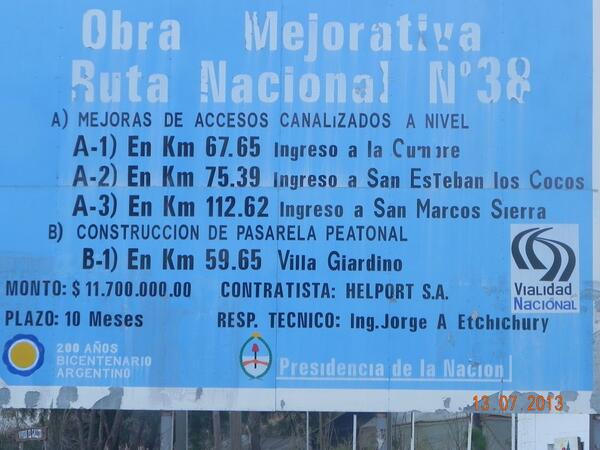 Obra Mejorativa
Ruta Nacional N°38
A) MEJORAS DE ACCESOS CANALIZADOS A NIVEL
A-1) En Km 67.65 Ingreso a la Cumbre
A-2) En Km 75.39 Ingreso a San Esteban los Cocos
A-3) En Km 112.62 Ingreso a San Marcos Sierra
B) CONSTRUCCION DE PASARELA PEATONAL
B-1) En Km 59.65 Villa Giardino
VIALIDAD
NACIONAL
MONTO: $ 11.700.000.00 CONTRATISTA: HELPORT S.A.
PLAZO: 10 Meses RESP. TECNICO: Ing.Jorge A Etchichury
200 AÑOS
BICENTENARIO
ARGENTINO
Presidencia de la Nacion
13.07.2013